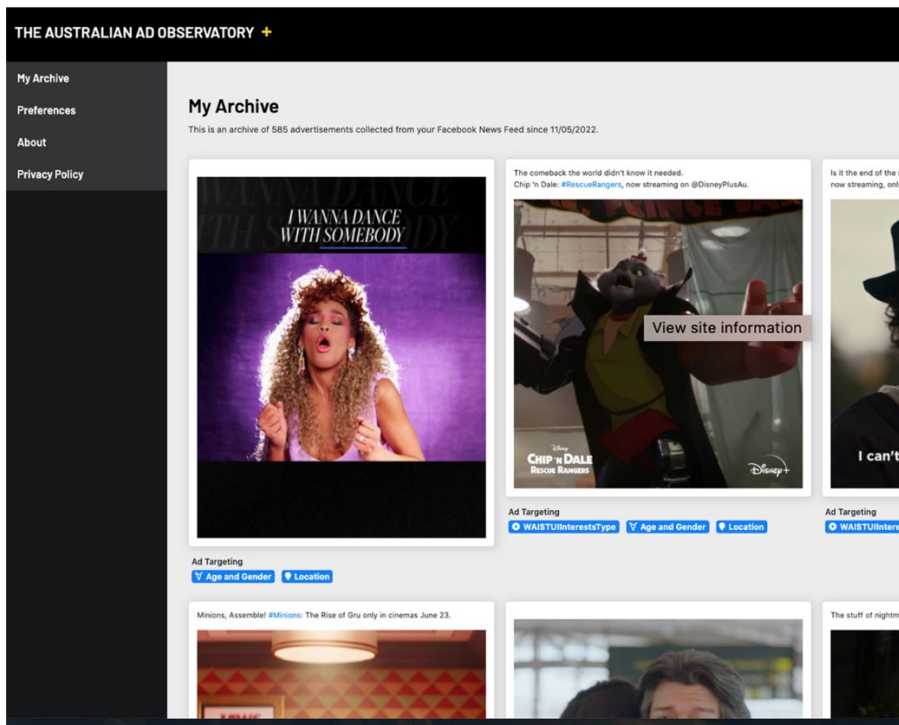 THE AUSTRALIAN AD OBSERVATORY +
My Archive
Preferences
About
Privacy Policy
My Archive
This is an archive of 585 advertisements collected from your Facebook News Feed since 11/05/2022.
WANNA DANCE
I WANNA DANCE
WITH SOMEBODY
Ad Targeting
Age and Gender
Location
The comeback the world didn't know it needed.
Chip 'n Dale: #RescueRangers, now streaming on @DisneyPlusAu.
View site information
Disney
CHIP 'N DALE
RESCUE RANGERS
Disney+
Ad Targeting
WAISTUIInterestsType
Age and Gender
Location
Is it the end of the
now streaming, onl
I can't
Ad Targeting
WAISTUIIntere
Minions, Assemble! #Minions: The Rise of Gru only in cinemas June 23.
The stuff of nightm